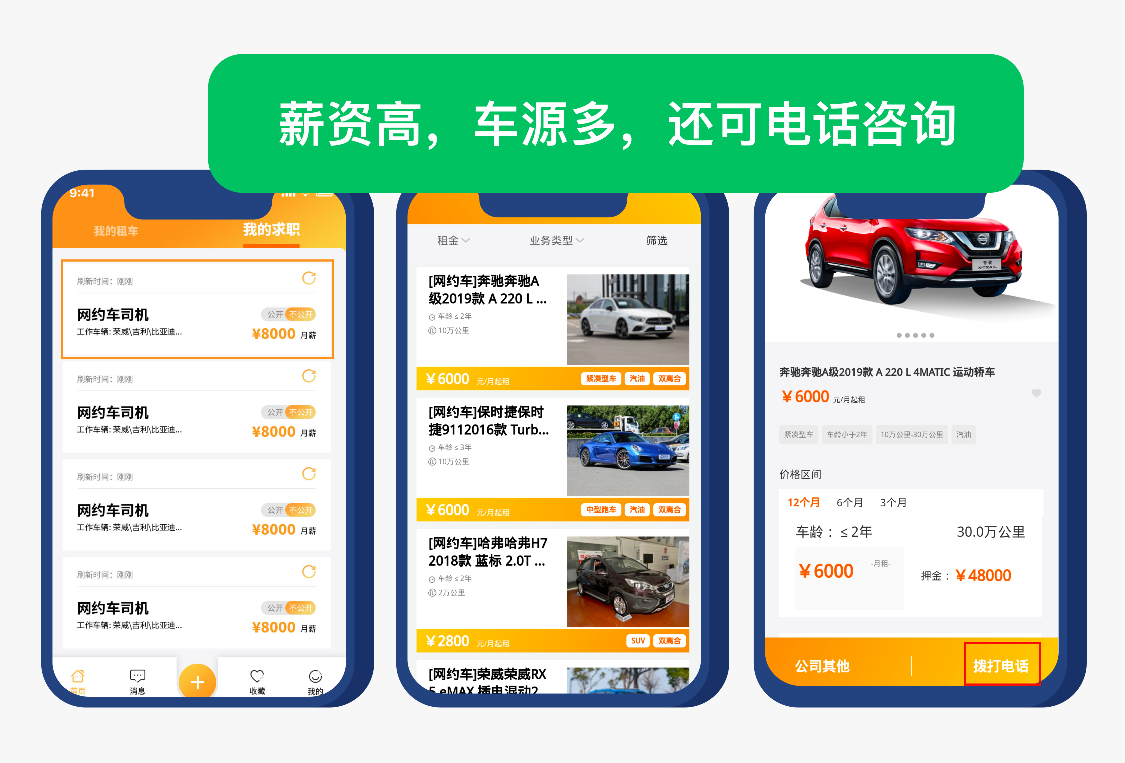 薪资高，车源多，还可电话咨询
9:41
我的租车
我的求职
刷新时间：刚刚
网约车司机
公开 不公开
工作车辆: 荣威\吉利\比亚迪...
¥8000 月薪
刷新时间：刚刚
网约车司机
公开 不公开
工作车辆: 荣威\吉利\比亚迪...
¥8000 月薪
刷新时间：刚刚
网约车司机
公开 不公开
工作车辆: 荣威\吉利\比亚迪...
¥8000 月薪
刷新时间：刚刚
网约车司机
公开 不公开
工作车辆: 荣威\吉利\比亚迪...
¥8000 月薪
首页
消息
收藏
我的
租金
业务类型
筛选
[网约车]奔驰奔驰A
级2019款 A 220 L ...
车龄 ≤ 2年
10万公里
¥6000 元/月起租
紧凑型车 汽油 双离合
[网约车]保时捷保时
捷9112016款 Turb...
车龄 ≤ 3年
10万公里
¥6000 元/月起租
中型跑车 汽油 双离合
[网约车]哈弗哈弗H7
2018款 蓝标 2.0T ...
车龄 ≤ 2年
2万公里
¥2800 元/月起租
SUV 双离合
[网约车]荣威荣威RX
5 eMAX 插电混动2
奔驰奔驰A级2019款 A 220 L 4MATIC 运动轿车
¥6000 元/月起租
紧凑型车 车龄小于2年 10万公里-30万公里 汽油
价格区间
12个月 6个月 3个月
车龄 ：≤ 2年
30.0万公里
¥6000 -月租-
押金 ：¥48000
公司其他
拨打电话